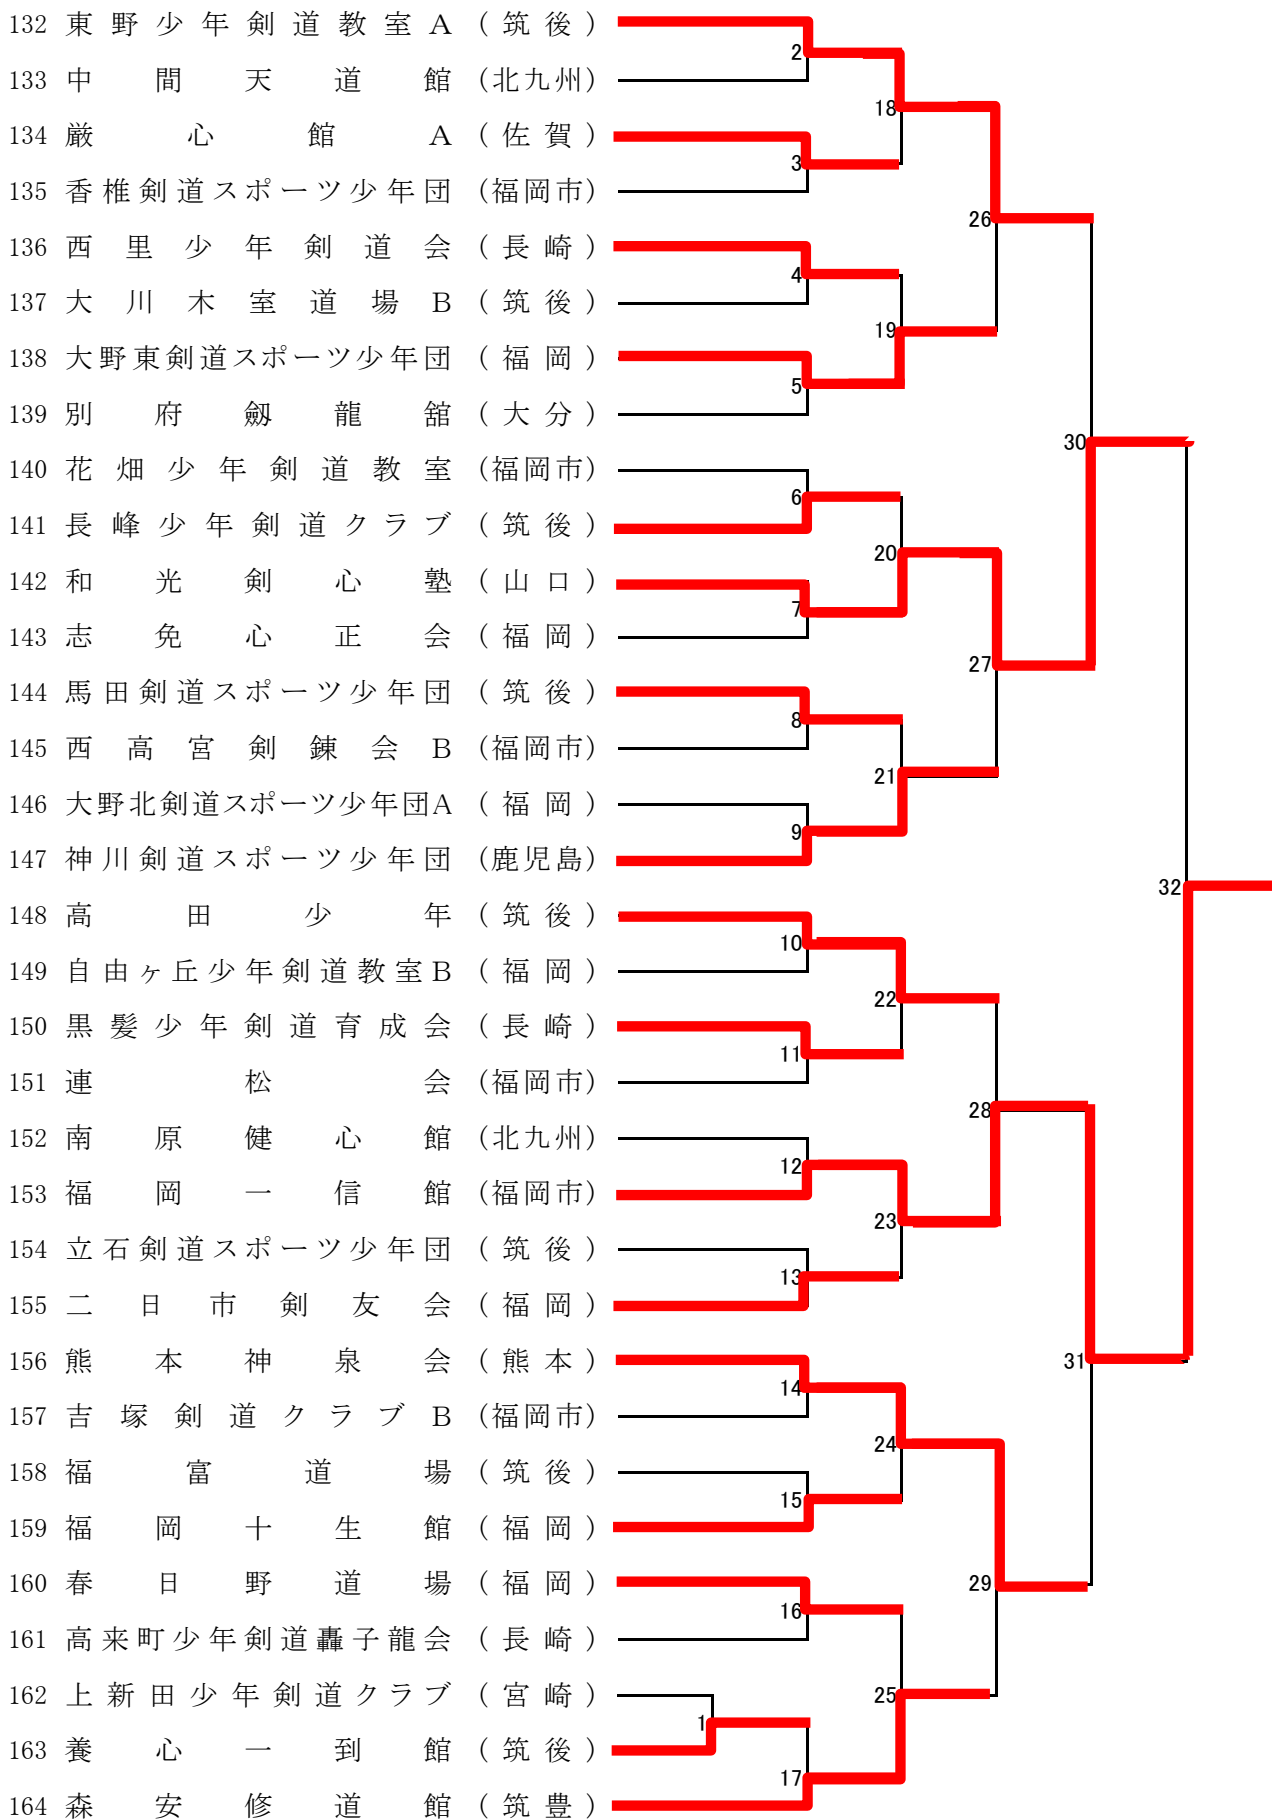 132 東野少年剣道教室A (筑後)
133 中間天道館 (北九州)
134 厳心館A (佐賀)
135 香椎剣道スポーツ少年団 (福岡市)
136 西里少年剣道会 (長崎)
137 大川木室道場B (筑後)
138 大野東剣道スポーツ少年団 (福岡)
139 別府劔龍舘 (大分)
140 花畑少年剣道教室 (福岡市)
141 長峰少年剣道クラブ (筑後)
142 和光剣心塾 (山口)
143 志免心正会 (福岡)
144 馬田剣道スポーツ少年団 (筑後)
145 西高宮剣錬会B (福岡市)
146 大野北剣道スポーツ少年団A (福岡)
147 神川剣道スポーツ少年団 (鹿児島)
148 高田少年 (筑後)
149 自由ヶ丘少年剣道教室B (福岡)
150 黒髪少年剣道育成会 (長崎)
151 連松会 (福岡市)
152 南原健心館 (北九州)
153 福岡一信館 (福岡市)
154 立石剣道スポーツ少年団 (筑後)
155 二日市剣友会 (福岡)
156 熊本神泉会 (熊本)
157 吉塚剣道クラブB (福岡市)
158 福富道場 (筑後)
159 福岡十生館 (福岡)
160 春日野道場 (福岡)
161 高来町少年剣道轟子龍会 (長崎)
162 上新田少年剣道クラブ (宮崎)
163 養心一到館 (筑後)
164 森安修道館 (筑豊)
1
2
3
4
5
6
7
8
9
10
11
12
13
14
15
16
17
18
19
20
21
22
23
24
25
26
27
28
29
30
31
32